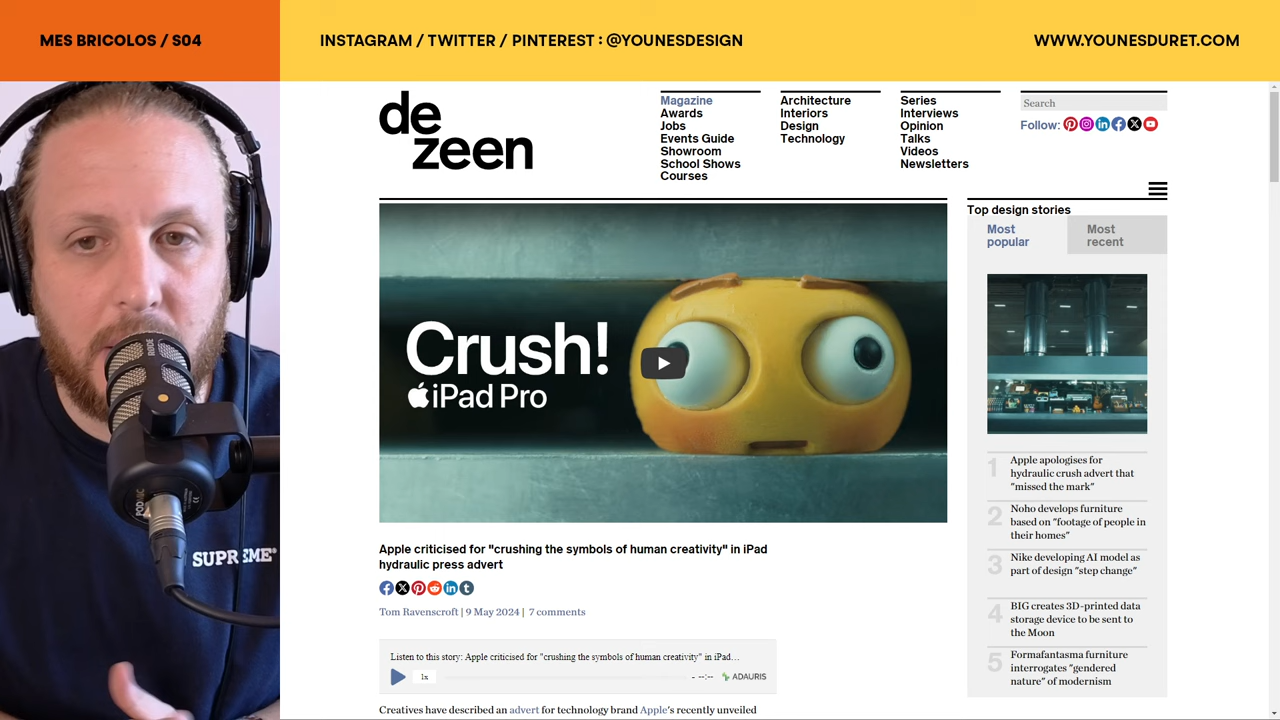 MES BRICOLOS / S04
INSTAGRAM / TWITTER / PINTEREST : @YOUNESDESIGN
WWW.YOUNESDURET.COM
de
zeen
Magazine
Awards
Jobs
Events Guide
Showroom
School Shows
Courses
Architecture
Interiors
Design
Technology
Series
Interviews
Opinion
Talks
Videos
Newsletters
Search
Follow:
Top design stories
Most
popular
Most
recent
Crush!
iPad Pro
1 Apple apologises for
hydraulic crush advert that
"missed the mark"
2 Noho develops furniture
based on "footage of people in
their homes"
3 Nike developing AI model as
part of design "step change"
4 BIG creates 3D-printed data
storage device to be sent to
the Moon
5 Formafantasma furniture
interrogates "gendered
nature" of modernism
Apple criticised for "crushing the symbols of human creativity" in iPad
hydraulic press advert
Tom Ravenscroft | 9 May 2024 | 7 comments
Listen to this story: Apple criticised for "crushing the symbols of human creativity" in iPad…
1x
- --:--
ADAURIS
Creatives have described an advert for technology brand Apple's recently unveiled
RODE
PODMIC
SUPREME